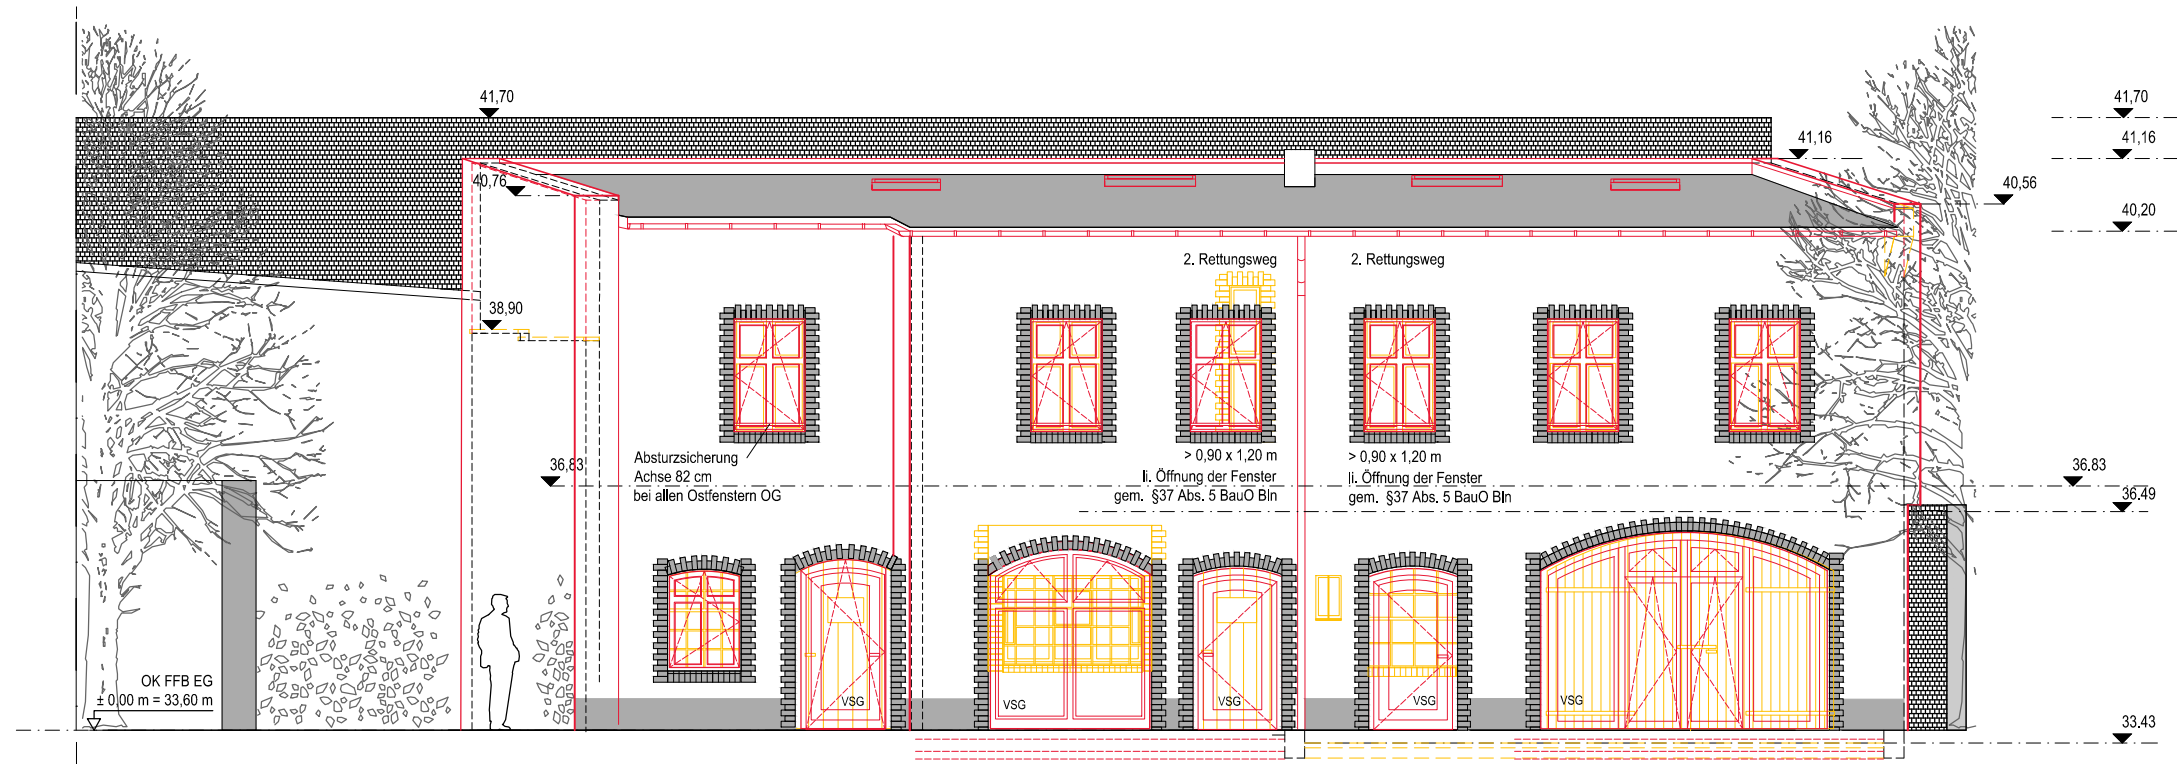 41,70
41,70
41,16
41,16
40,76
40,56
40,20
2. Rettungsweg
2. Rettungsweg
38,90
Absturzsicherung
Achse 82 cm
bei allen Ostfenstern OG
> 0,90 x 1,20 m
li. Öffnung der Fenster
gem. §37 Abs. 5 BauO Bln
> 0,90 x 1,20 m
li. Öffnung der Fenster
gem. §37 Abs. 5 BauO Bln
36,83
36.83
36.49
OK FFB EG
± 0,00 m = 33,60 m
VSG
VSG
VSG
VSG
VSG
33.43